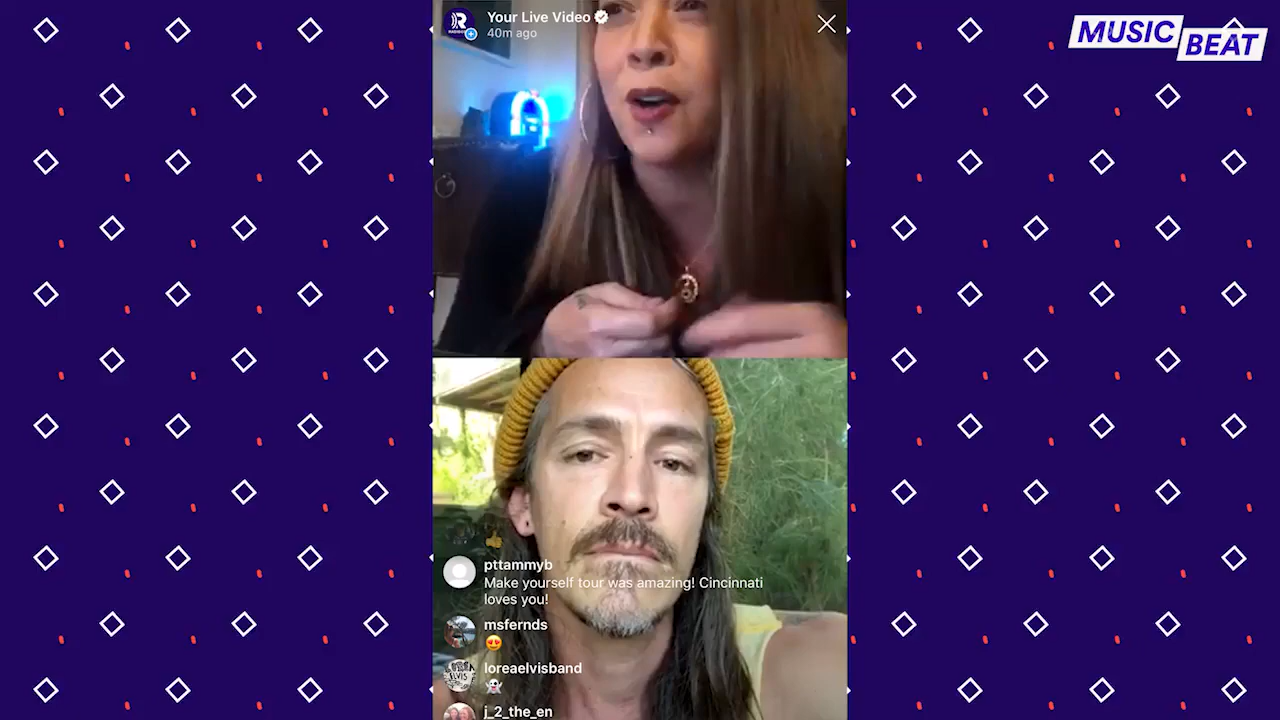 Your Live Video
40m ago
MUSIC
BEAT
pttammyb
Make yourself tour was amazing! Cincinnati
loves you!
msfernds
loreaelvisband
j_2_the_en